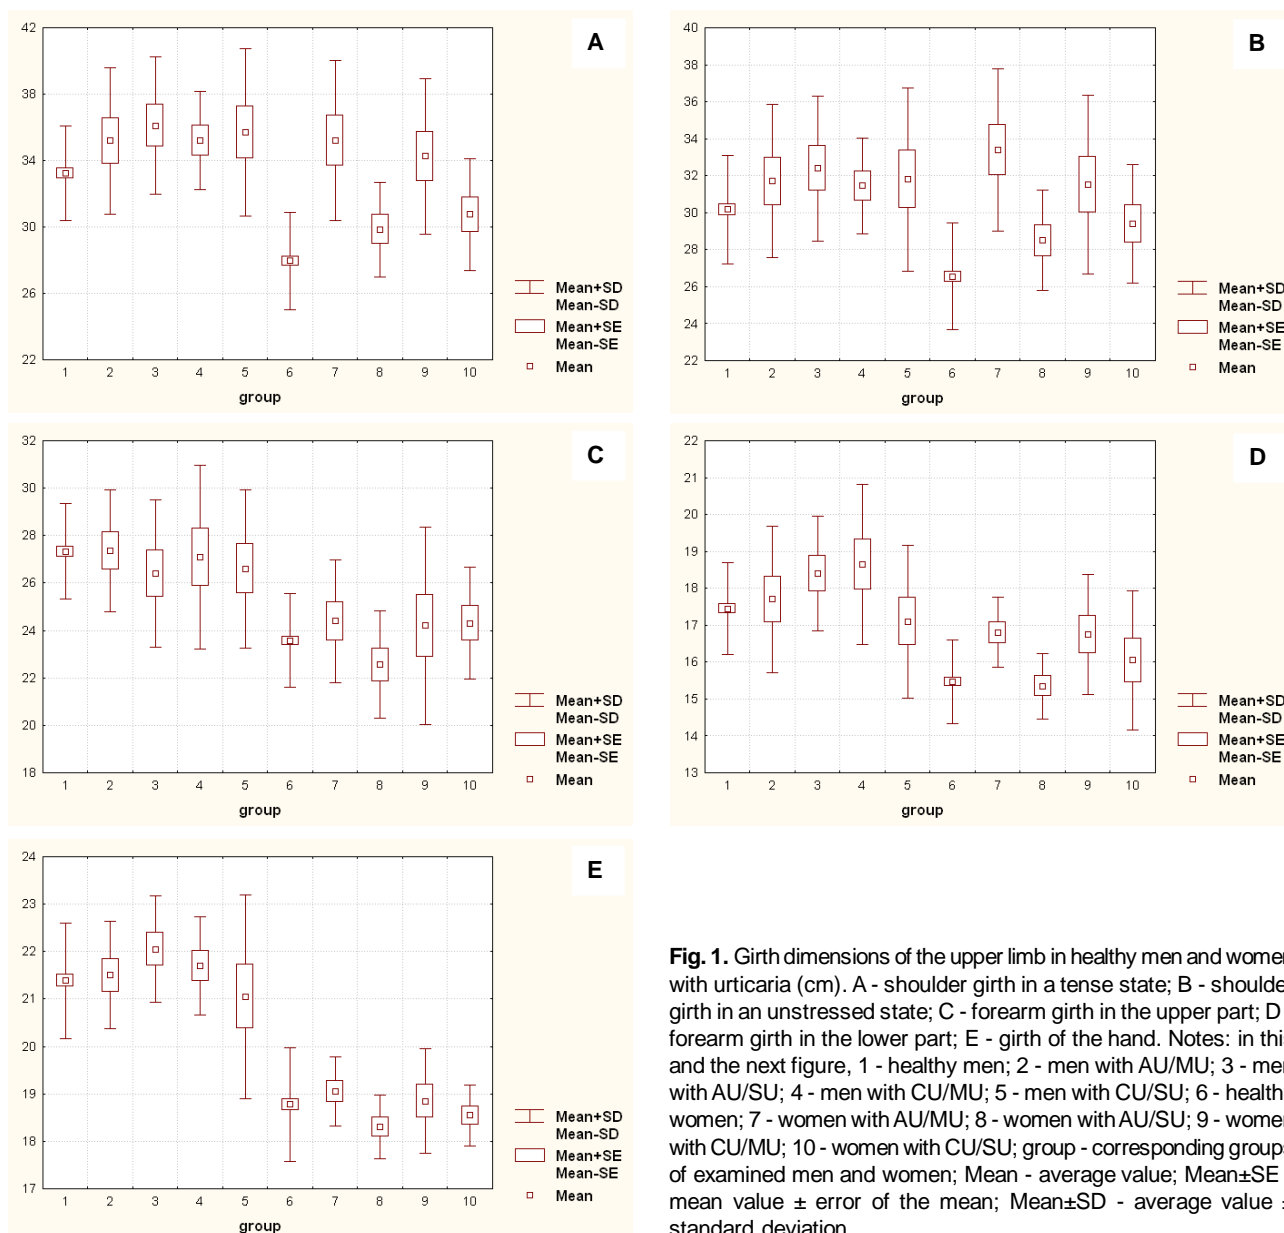 42
38
34
30
26
22
1 2 3 4 5 6 7 8 9 10
group
A
Mean+SD
Mean-SD
Mean+SE
Mean-SE
Mean
40
38
36
34
32
30
28
26
24
22
1 2 3 4 5 6 7 8 9 10
group
B
Mean+SD
Mean-SD
Mean+SE
Mean-SE
Mean
32
30
28
26
24
22
20
18
1 2 3 4 5 6 7 8 9 10
group
C
Mean+SD
Mean-SD
Mean+SE
Mean-SE
Mean
22
21
20
19
18
17
16
15
14
13
1 2 3 4 5 6 7 8 9 10
group
D
Mean+SD
Mean-SD
Mean+SE
Mean-SE
Mean
24
23
22
21
20
19
18
17
1 2 3 4 5 6 7 8 9 10
group
E
Mean+SD
Mean-SD
Mean+SE
Mean-SE
Mean
Fig. 1. Girth dimensions of the upper limb in healthy men and women
with urticaria (cm). A - shoulder girth in a tense state; B - shoulder
girth in an unstressed state; C - forearm girth in the upper part; D
forearm girth in the lower part; E - girth of the hand. Notes: in this
and the next figure, 1 - healthy men; 2 - men with AU/MU; 3 - men
with AU/SU; 4 - men with CU/MU; 5 - men with CU/SU; 6 - healthy
women; 7 - women with AU/MU; 8 - women with AU/SU; 9 - women
with CU/MU; 10 - women with CU/SU; group - corresponding groups
of examined men and women; Mean - average value; Mean±SE
mean value ± error of the mean; Mean±SD - average value ±
standard deviation